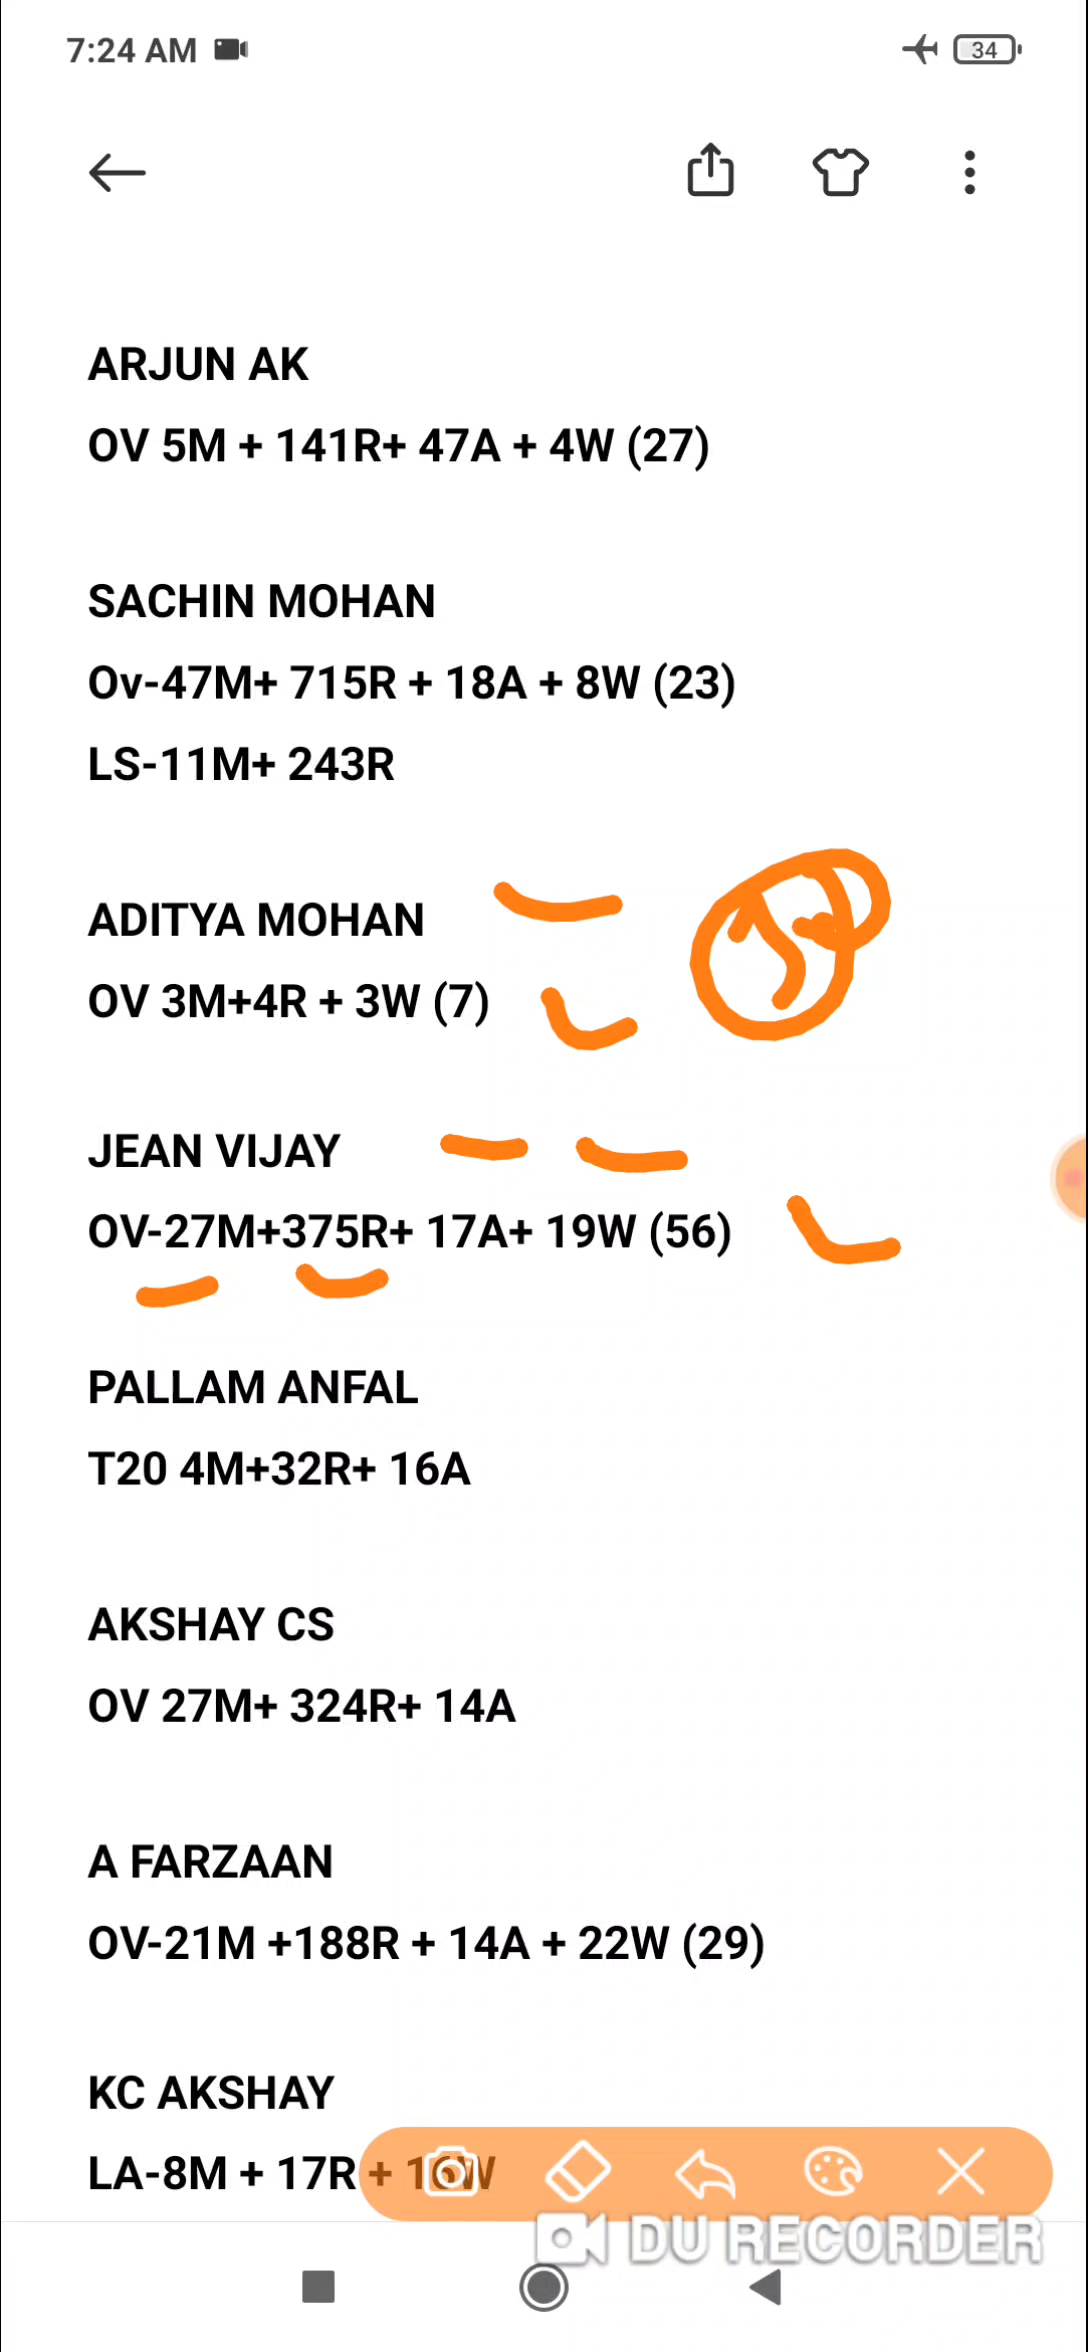 7:24 AM
34
ARJUN AK
OV 5M + 141R+ 47A + 4W (27)
SACHIN MOHAN
Ov-47M+ 715R + 18A + 8W (23)
LS-11M+ 243R
ADITYA MOHAN
OV 3M+4R + 3W (7)
JEAN VIJAY
OV-27M+375R+ 17A+ 19W (56)
PALLAM ANFAL
T20 4M+32R+ 16A
AKSHAY CS
OV 27M+ 324R+ 14A
A FARZAAN
OV-21M +188R + 14A + 22W (29)
KC AKSHAY
LA-8M + 17R + 16W
DU RECORDER